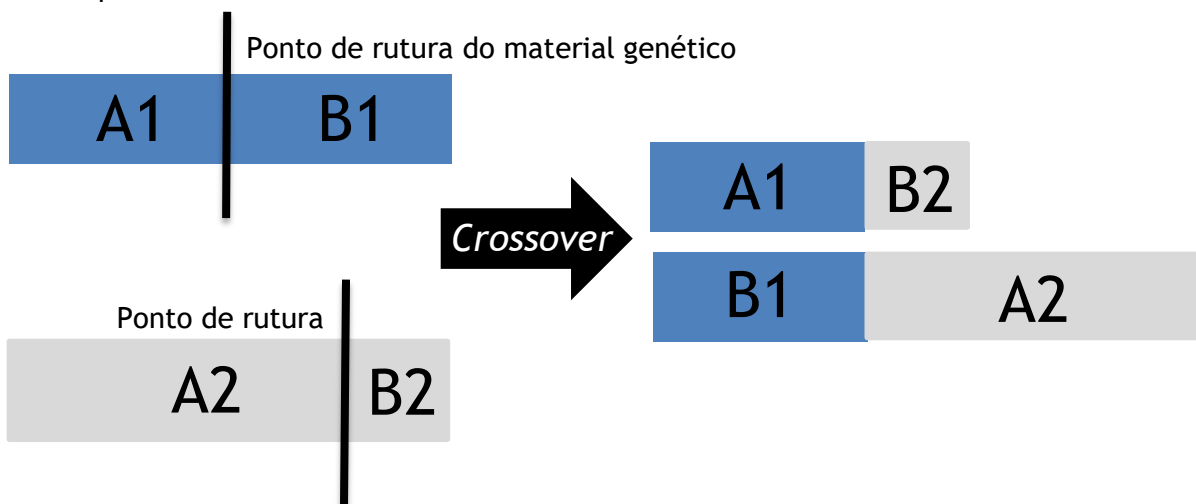 Ponto de rutura do material genético
A1 B1
A1 B2
Crossover
B1 A2
Ponto de rutura
A2 B2